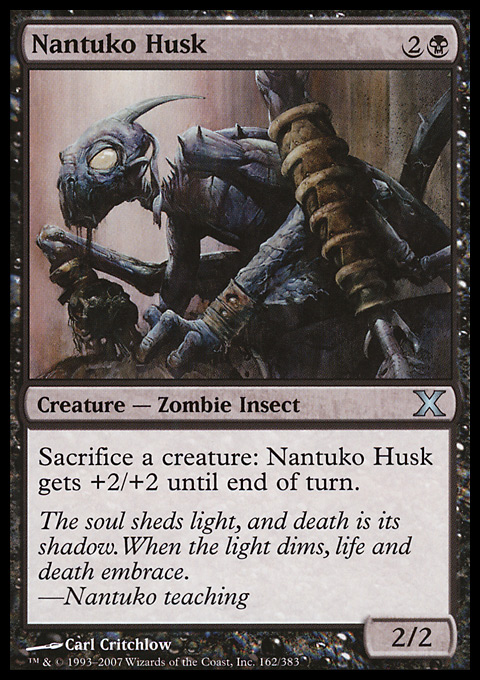 Nantuko Husk 2
Creature — Zombie Insect X
Sacrifice a creature: Nantuko Husk
gets +2/+2 until end of turn.
The soul sheds light, and death is its
shadow. When the light dims, life and
death embrace.
—Nantuko teaching
2/2
Carl Critchlow
™ & © 1993–2007 Wizards of the Coast, Inc. 162/383